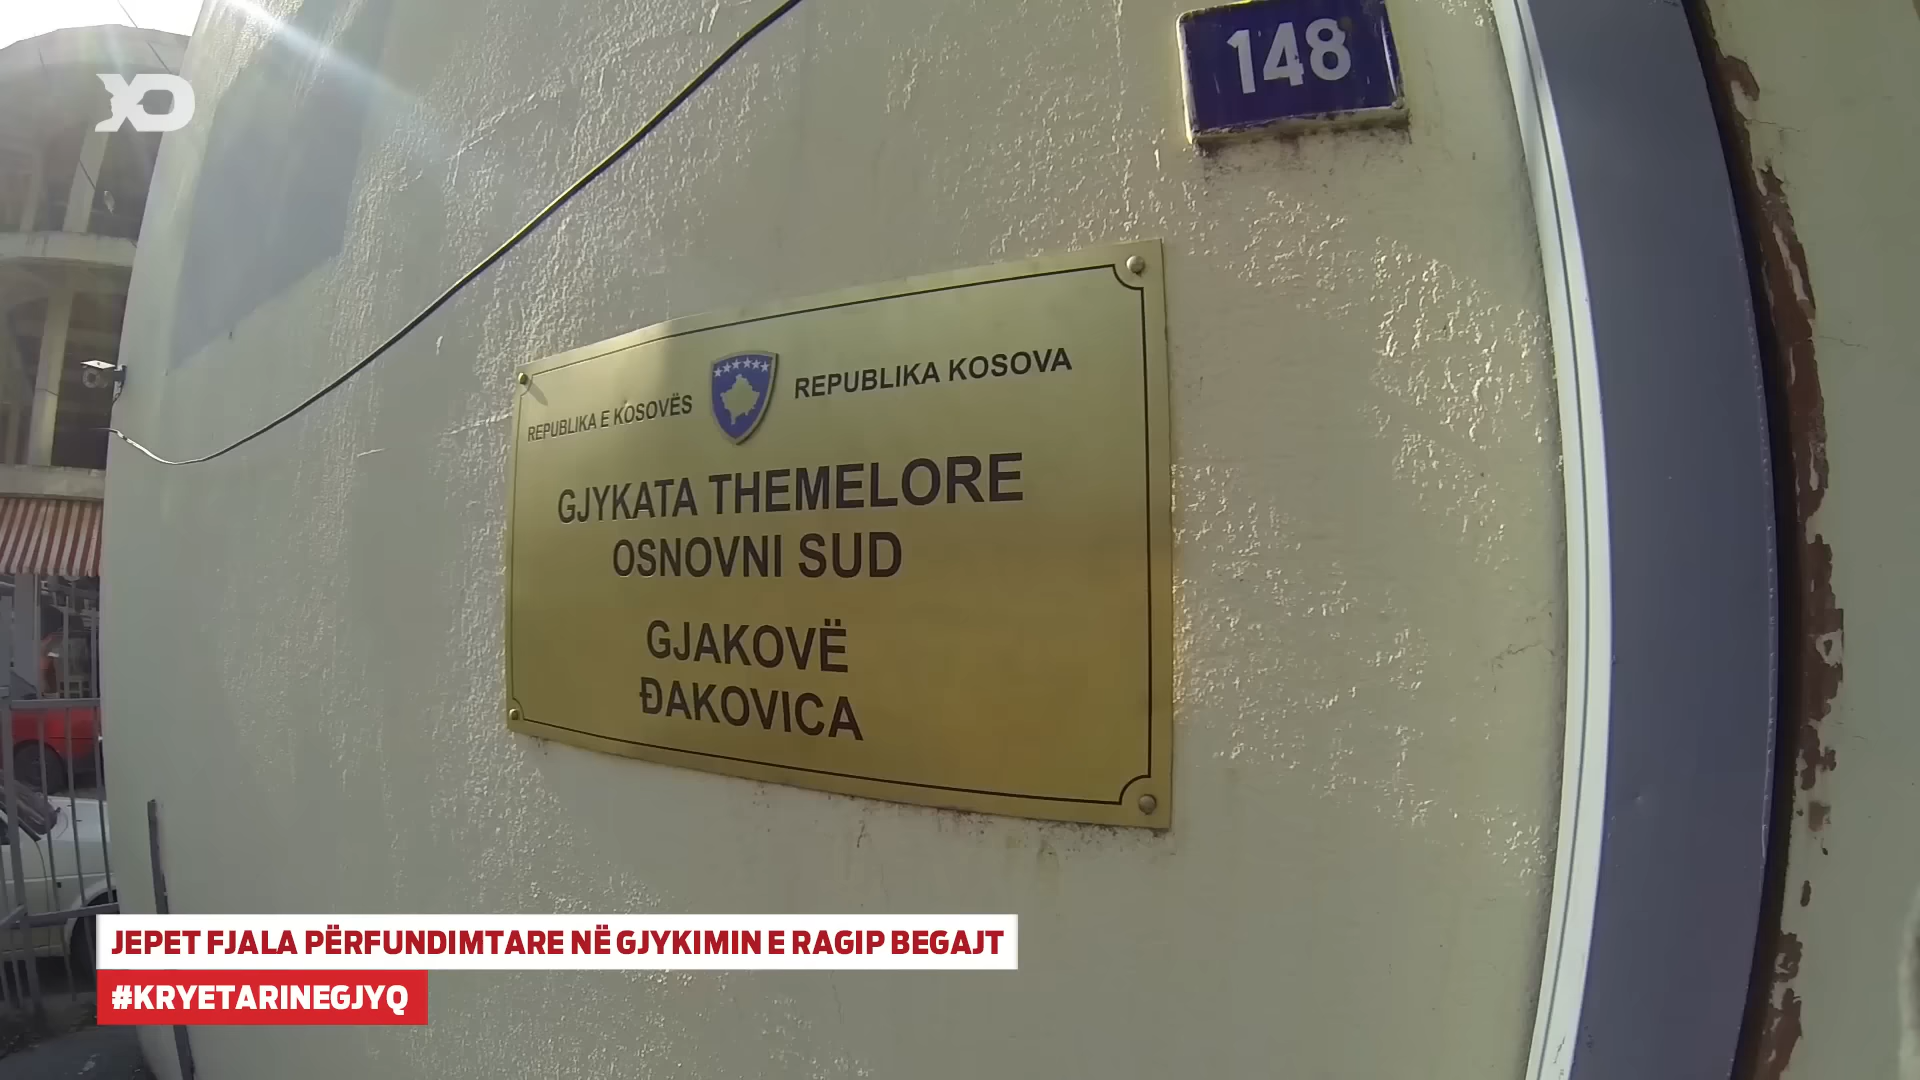 XO
148
REPUBLIKA E KOSOVËS
REPUBLIKA KOSOVA
GJYKATA THEMELORE
OSNOVNI SUD
GJAKOVË
ĐAKOVICA
JEPET FJALA PËRFUNDIMTARE NË GJYKIMIN E RAGIP BEGAJT
#KRYETARINEGJYQ